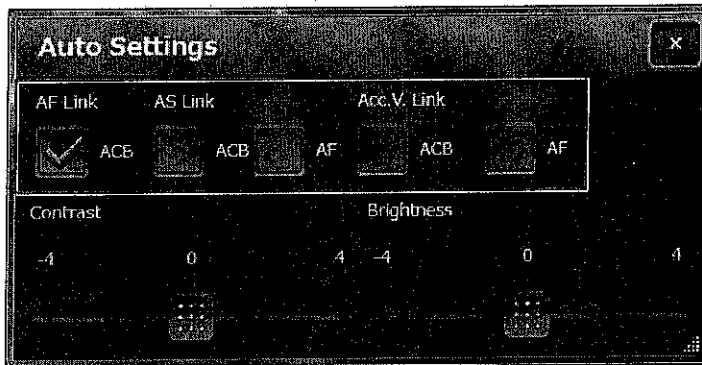 Auto Settings
×
AF Link AS Link Acc.V. Link
ACB ACB AF ACB AF
Contrast Brightness
-4 0 4 -4 0 4